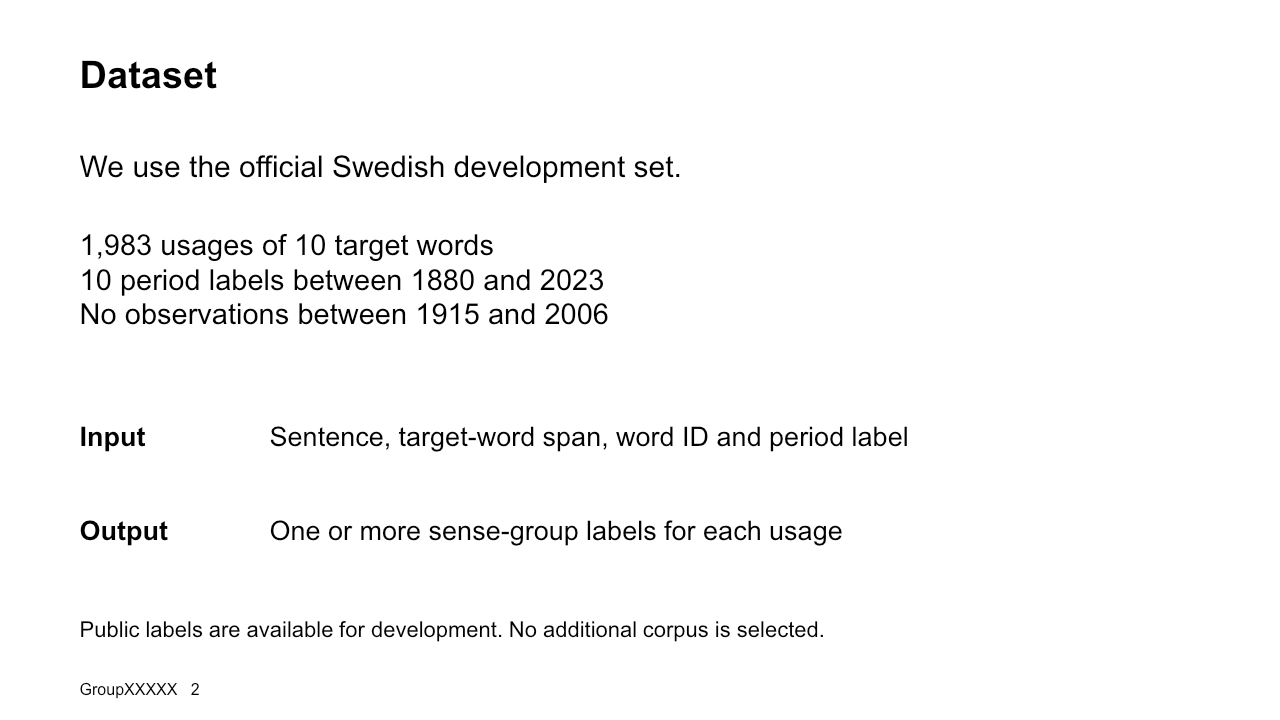 Dataset
We use the official Swedish development set.
1,983 usages of 10 target words
10 period labels between 1880 and 2023
No observations between 1915 and 2006
Input Sentence, target-word span, word ID and period label
Output One or more sense-group labels for each usage
Public labels are available for development. No additional corpus is selected.
GroupXXXXX 2